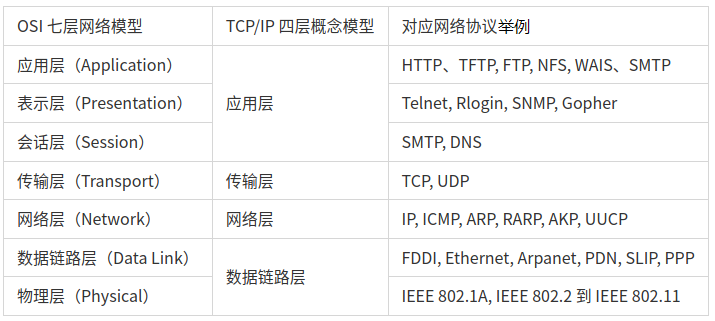 OSI 七层网络模型 TCP/IP 四层概念模型 对应网络协议举例
应用层（Application） HTTP、TFTP, FTP, NFS, WAIS、SMTP
表示层（Presentation） 应用层 Telnet, Rlogin, SNMP, Gopher
会话层（Session） SMTP, DNS
传输层（Transport） 传输层 TCP, UDP
网络层（Network） 网络层 IP, ICMP, ARP, RARP, AKP, UUCP
数据链路层（Data Link） FDDI, Ethernet, Arpanet, PDN, SLIP, PPP
数据链路层
物理层（Physical） IEEE 802.1A, IEEE 802.2 到 IEEE 802.11